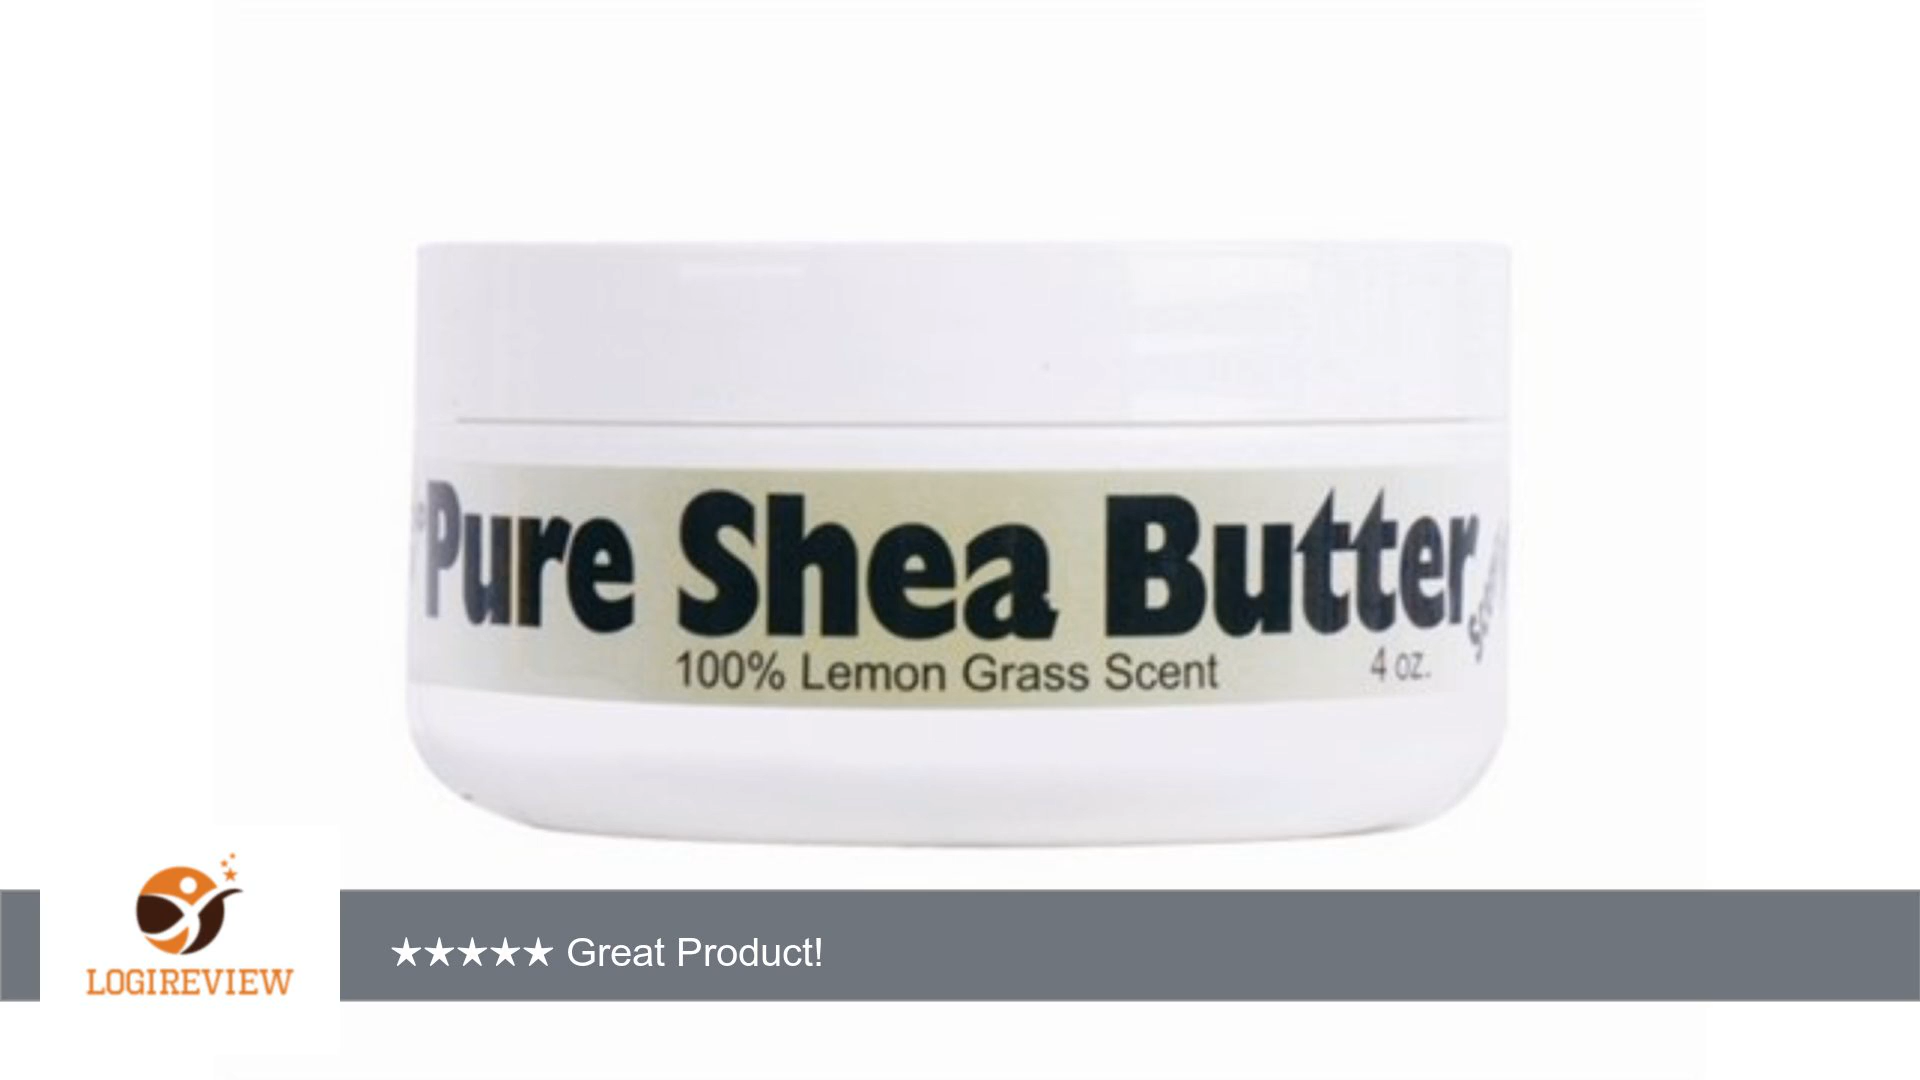 Pure Shea Butter
100% Lemon Grass Scent 4 oz.
LOGIREVIEW
★★★★★ Great Product!